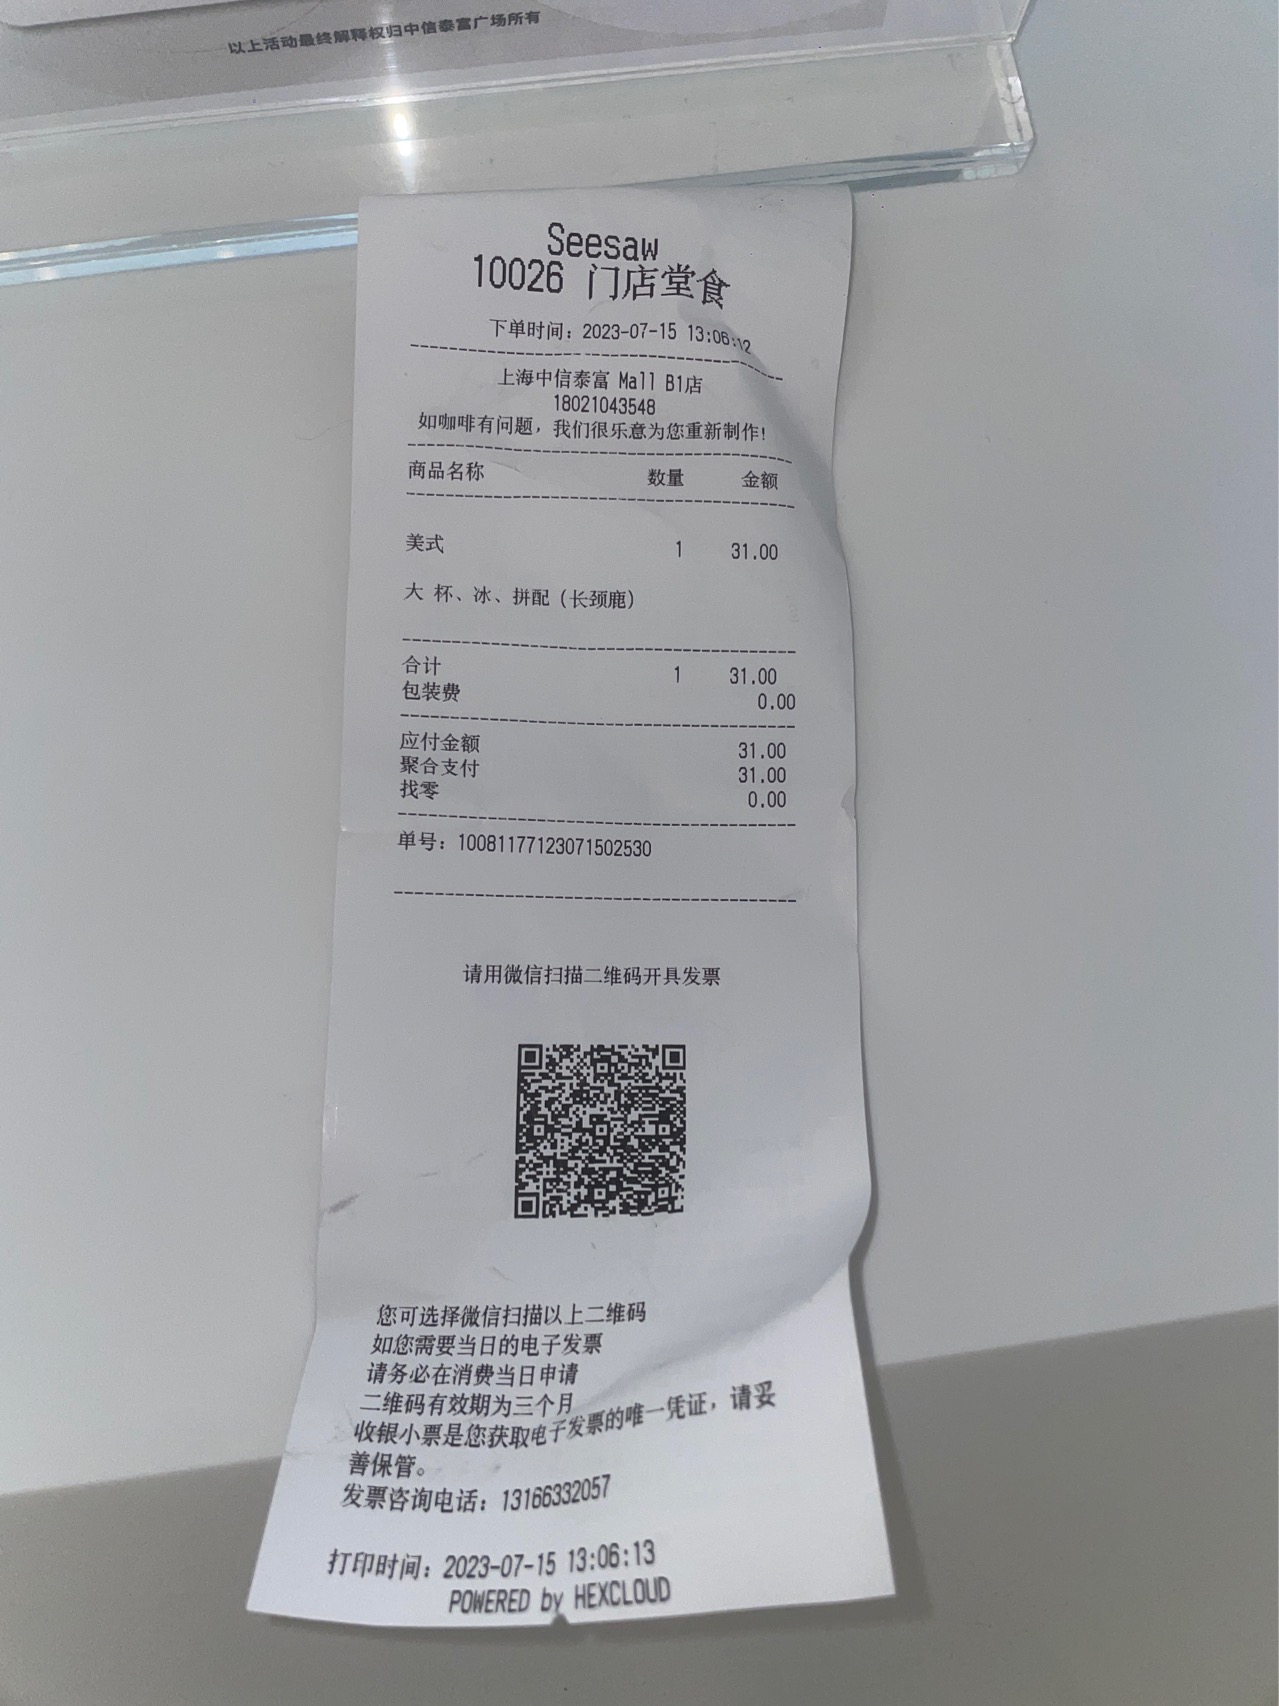 以上活动最终解释权归中信泰富广场所有
Seesaw
10026 门店堂食
下单时间：2023-07-15 13:06:12
上海中信泰富 Mall B1店
18021043548
如咖啡有问题，我们很乐意为您重新制作!
商品名称 数量 金额
美式 1 31.00
大 杯、冰、拼配（长颈鹿）
合计 1 31.00
包装费 0.00
应付金额 31.00
聚合支付 31.00
找零 0.00
单号：10081177123071502530
请用微信扫描二维码开具发票
您可选择微信扫描以上二维码
如您需要当日的电子发票
请务必在消费当日申请
二维码有效期为三个月
收银小票是您获取电子发票的唯一凭证，请妥
善保管。
发票咨询电话：13166332057
打印时间：2023-07-15 13:06:13
POWERED by HEXCLOUD